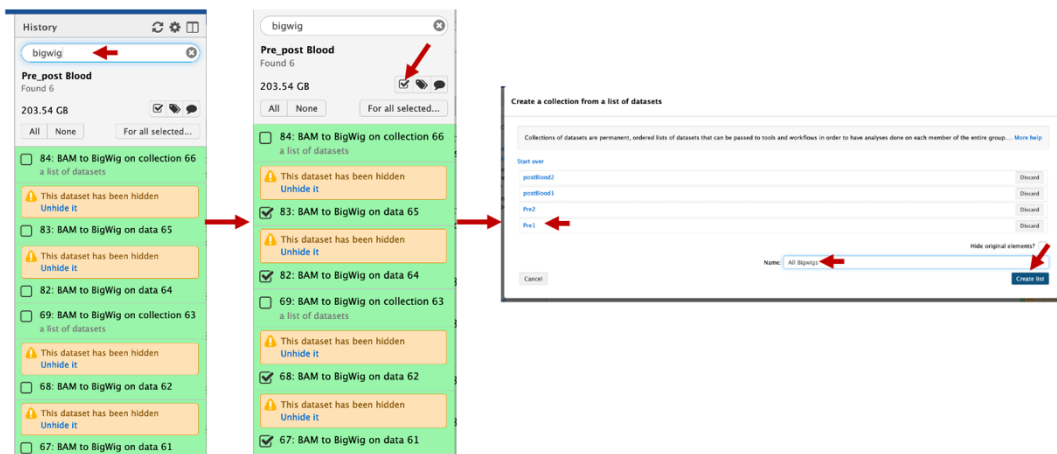 History
bigwig
Pre_post Blood
Found 6
203.54 GB
All None For all selected...
84: BAM to BigWig on collection 66
a list of datasets
This dataset has been hidden
Unhide it
83: BAM to BigWig on data 65
This dataset has been hidden
Unhide it
82: BAM to BigWig on data 64
69: BAM to BigWig on collection 63
a list of datasets
This dataset has been hidden
Unhide it
68: BAM to BigWig on data 62
This dataset has been hidden
Unhide it
67: BAM to BigWig on data 61
bigwig
Pre_post Blood
Found 6
203.54 GB
All None For all selected...
84: BAM to BigWig on collection 66
a list of datasets
This dataset has been hidden
Unhide it
83: BAM to BigWig on data 65
This dataset has been hidden
Unhide it
82: BAM to BigWig on data 64
69: BAM to BigWig on collection 63
a list of datasets
This dataset has been hidden
Unhide it
68: BAM to BigWig on data 62
This dataset has been hidden
Unhide it
67: BAM to BigWig on data 61
Create a collection from a list of datasets
Collections of datasets are permanent, ordered lists of datasets that can be passed to tools and workflows in order to have analyses done on each member of the entire group.... More help
Start over
postBlood2 Discard
postBlood1 Discard
Pre2 Discard
Pre1 Discard
Hide original elements?
Name: All Bigwigs
Cancel Create list